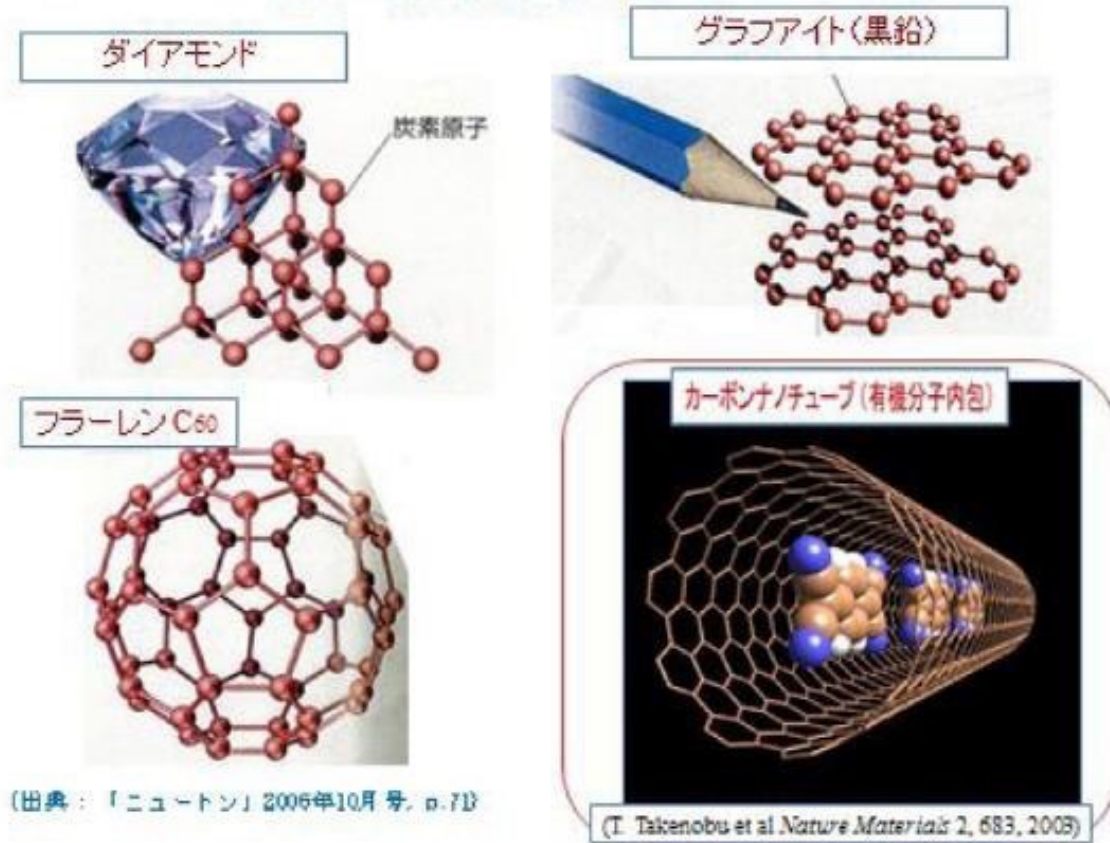 ダイアモンド
グラフアイト(黒鉛)
炭素原子
フラーレンC60
カーボンナノチューブ(有機分子内包)
(出典:「ニュートン」2006年10月号, p.71)
(T. Takenobu et al Nature Materials 2, 683, 2003)